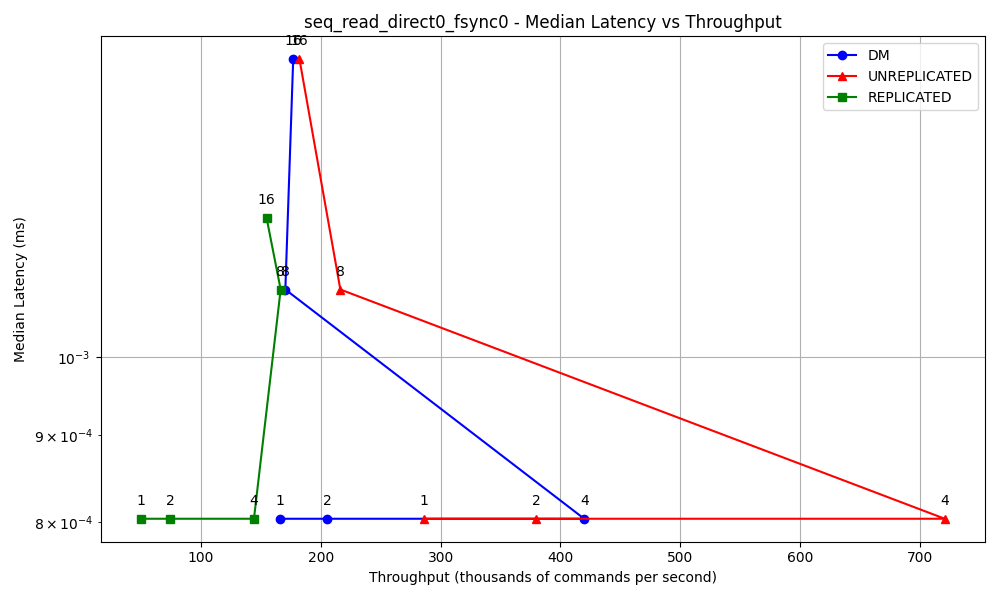 seq_read_direct0_fsync0 - Median Latency vs Throughput
DM
UNREPLICATED
REPLICATED
16 16
16
8 8 8
1 2 4 1 2 1 2 4 4
10⁻³
9 × 10⁻⁴
8 × 10⁻⁴
Median Latency (ms)
100 200 300 400 500 600 700
Throughput (thousands of commands per second)